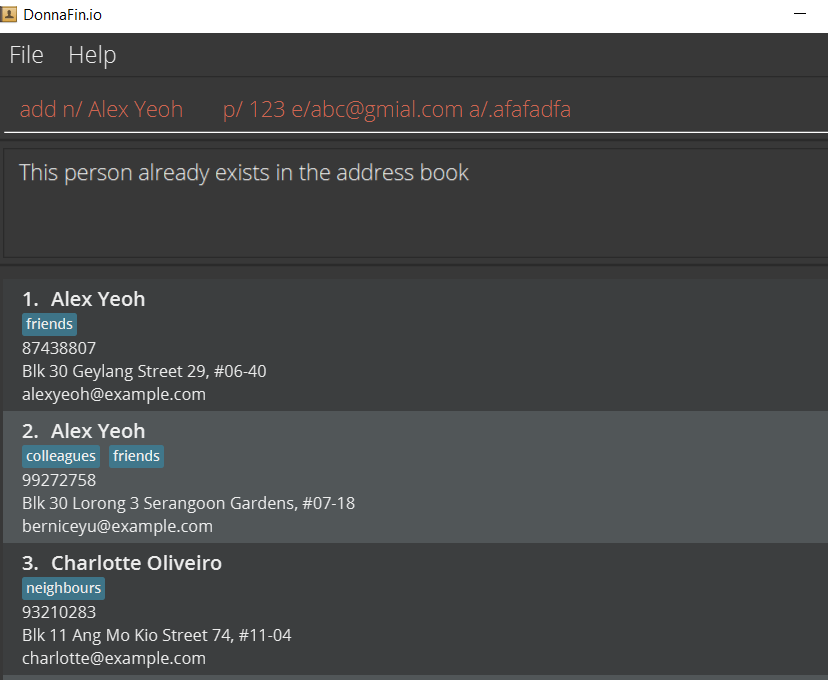 DonnaFin.io
File Help
add n/ Alex Yeoh p/ 123 e/abc@gmial.com a/.afafadfa
This person already exists in the address book
1. Alex Yeoh
friends
87438807
Blk 30 Geylang Street 29, #06-40
alexyeoh@example.com
2. Alex Yeoh
colleagues friends
99272758
Blk 30 Lorong 3 Serangoon Gardens, #07-18
berniceyu@example.com
3. Charlotte Oliveiro
neighbours
93210283
Blk 11 Ang Mo Kio Street 74, #11-04
charlotte@example.com